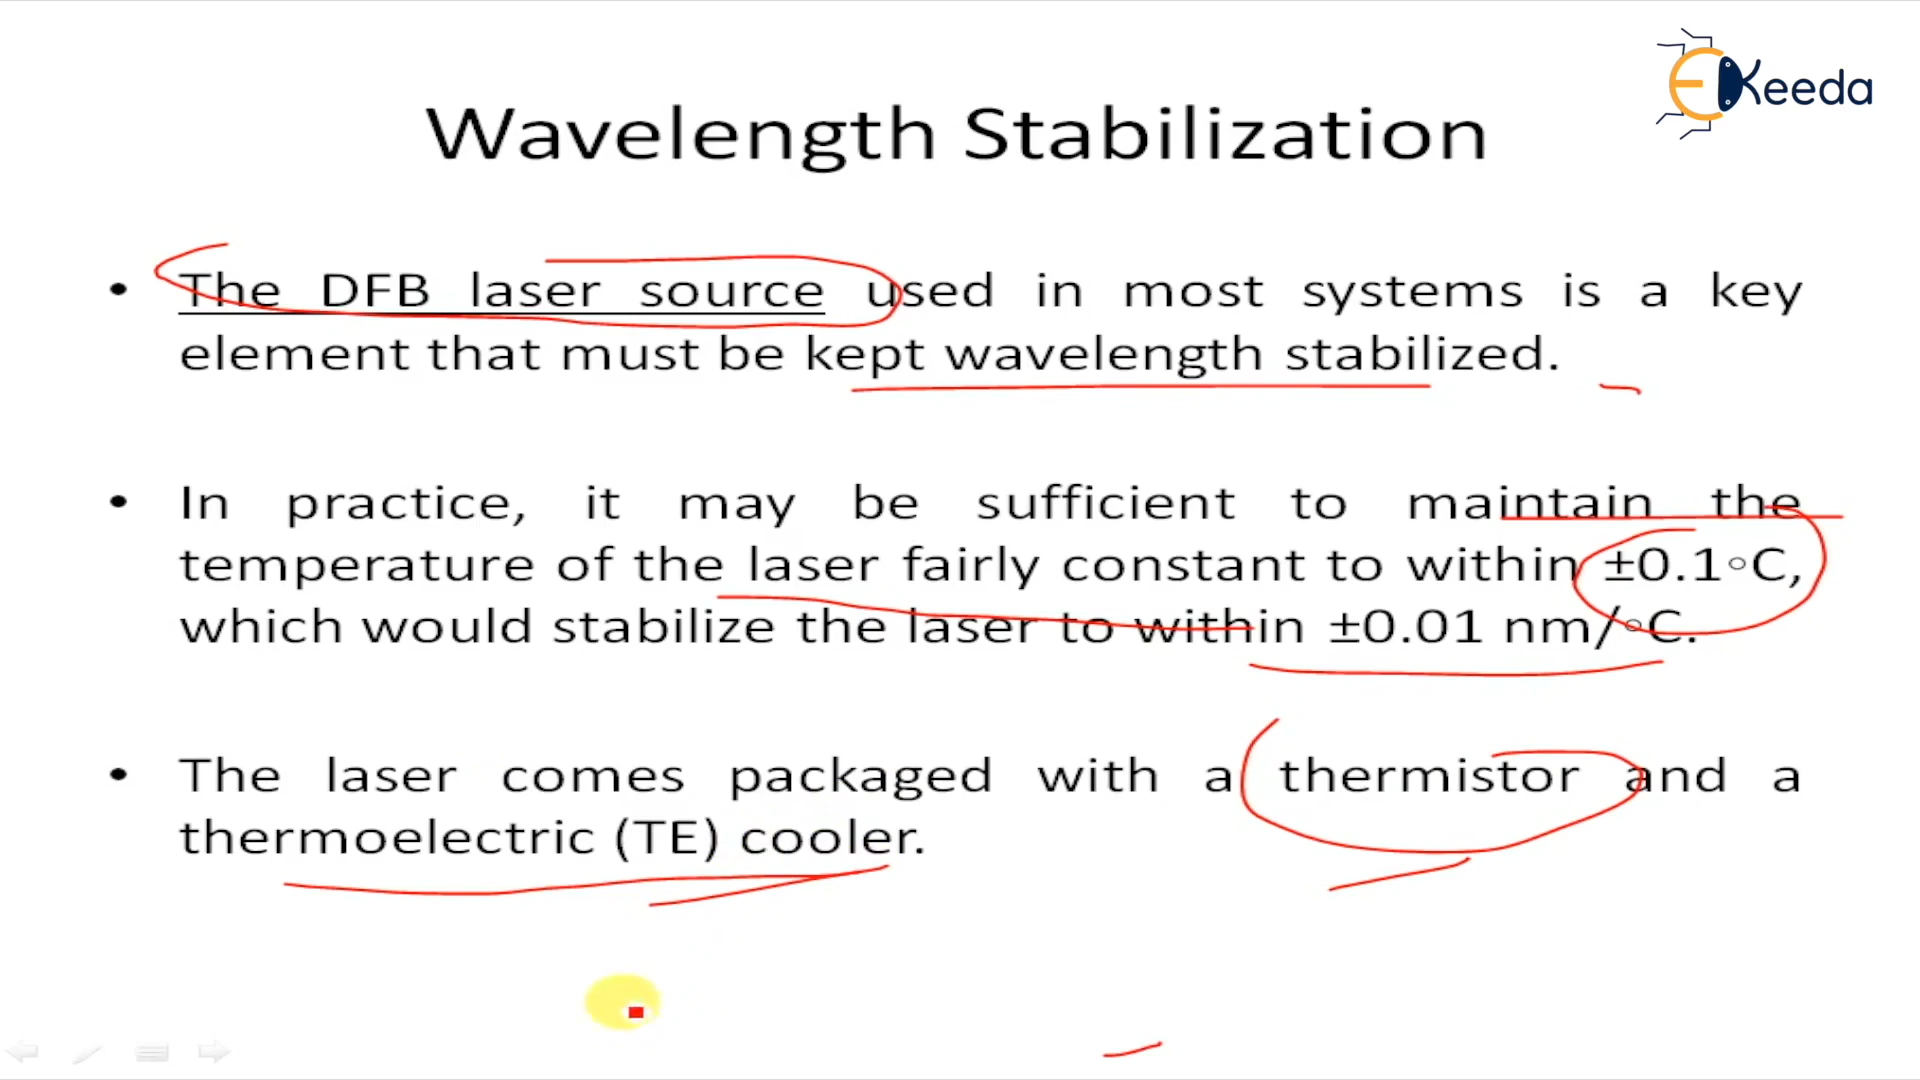 EKeeda
Wavelength Stabilization
• The DFB laser source used in most systems is a key
element that must be kept wavelength stabilized.
• In practice, it may be sufficient to maintain the
temperature of the laser fairly constant to within ±0.1◦C,
which would stabilize the laser to within ±0.01 nm/◦C.
• The laser comes packaged with a thermistor and a
thermoelectric (TE) cooler.